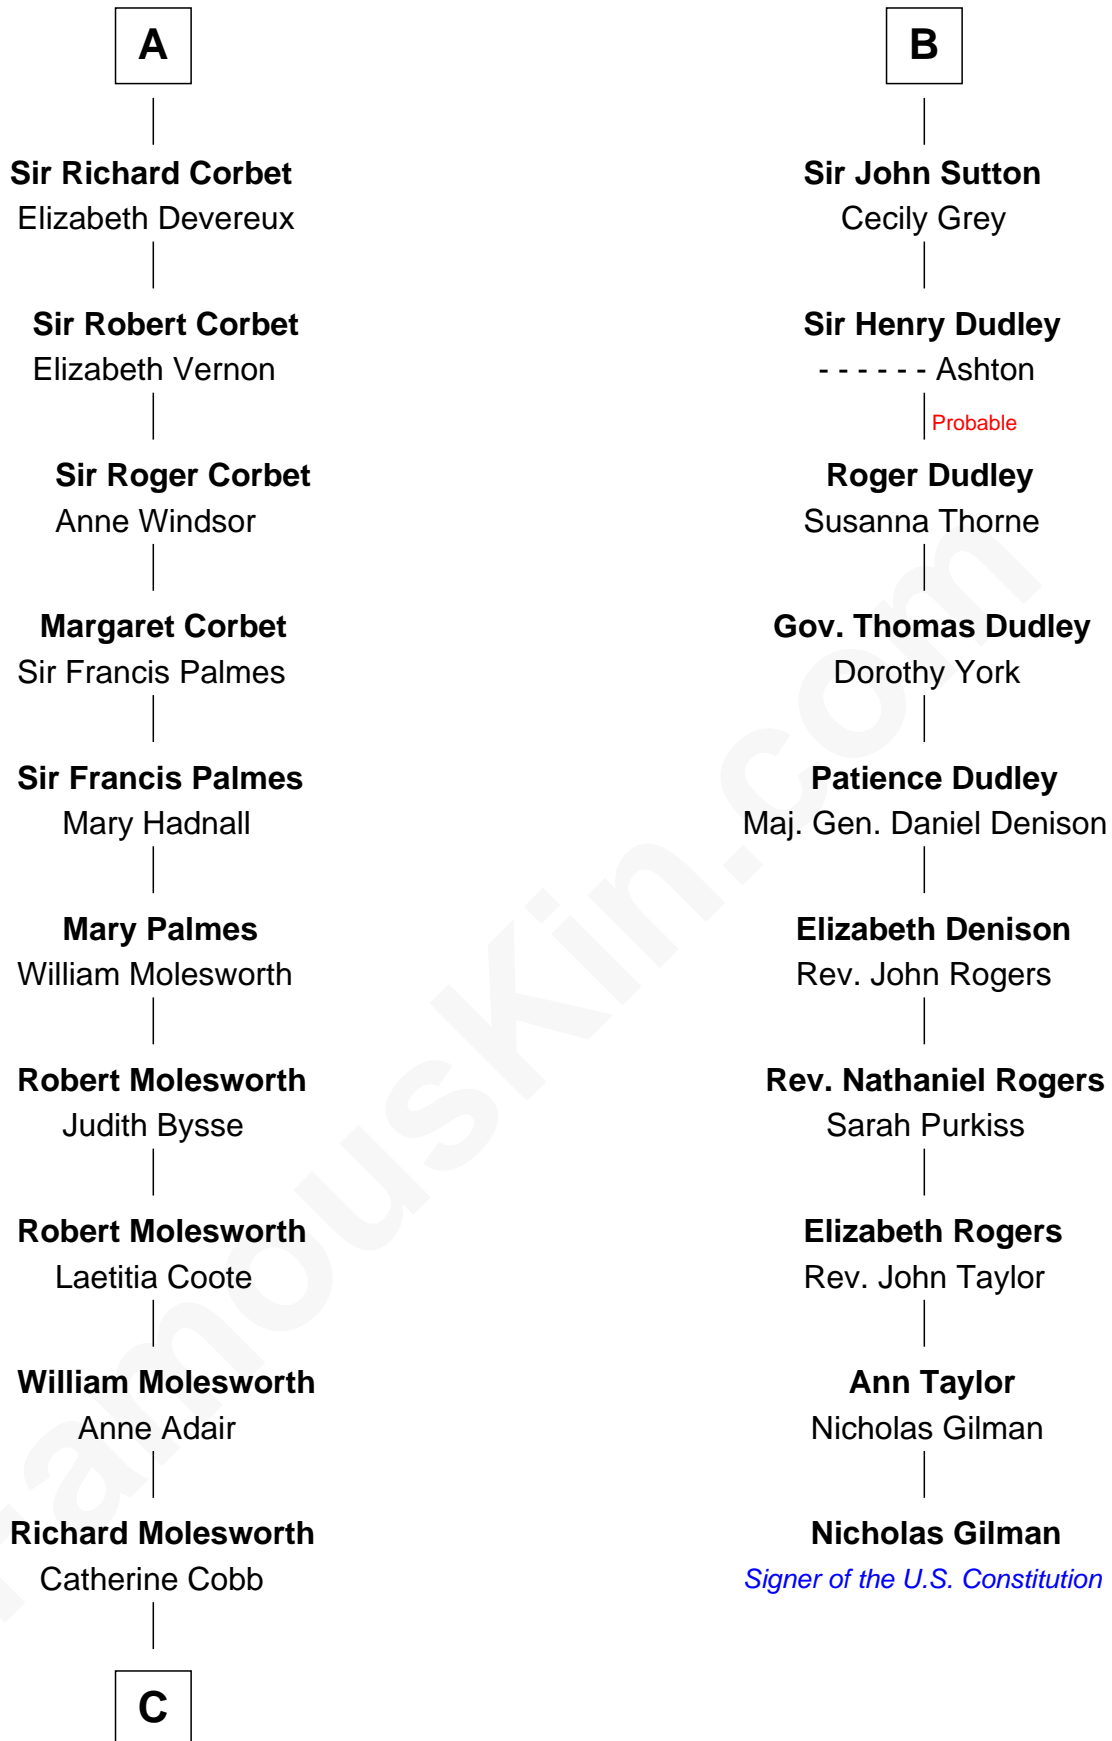 A
Sir Richard Corbet
Elizabeth Devereux
Sir Robert Corbet
Elizabeth Vernon
Sir Roger Corbet
Anne Windsor
Margaret Corbet
Sir Francis Palmes
Sir Francis Palmes
Mary Hadnall
Mary Palmes
William Molesworth
Robert Molesworth
Judith Bysse
Robert Molesworth
Laetitia Coote
William Molesworth
Anne Adair
Richard Molesworth
Catherine Cobb
C
B
Sir John Sutton
Cecily Grey
Sir Henry Dudley
- - - - - - Ashton
Probable
Roger Dudley
Susanna Thorne
Gov. Thomas Dudley
Dorothy York
Patience Dudley
Maj. Gen. Daniel Denison
Elizabeth Denison
Rev. John Rogers
Rev. Nathaniel Rogers
Sarah Purkiss
Elizabeth Rogers
Rev. John Taylor
Ann Taylor
Nicholas Gilman
Nicholas Gilman
Signer of the U.S. Constitution
FamousKin.com